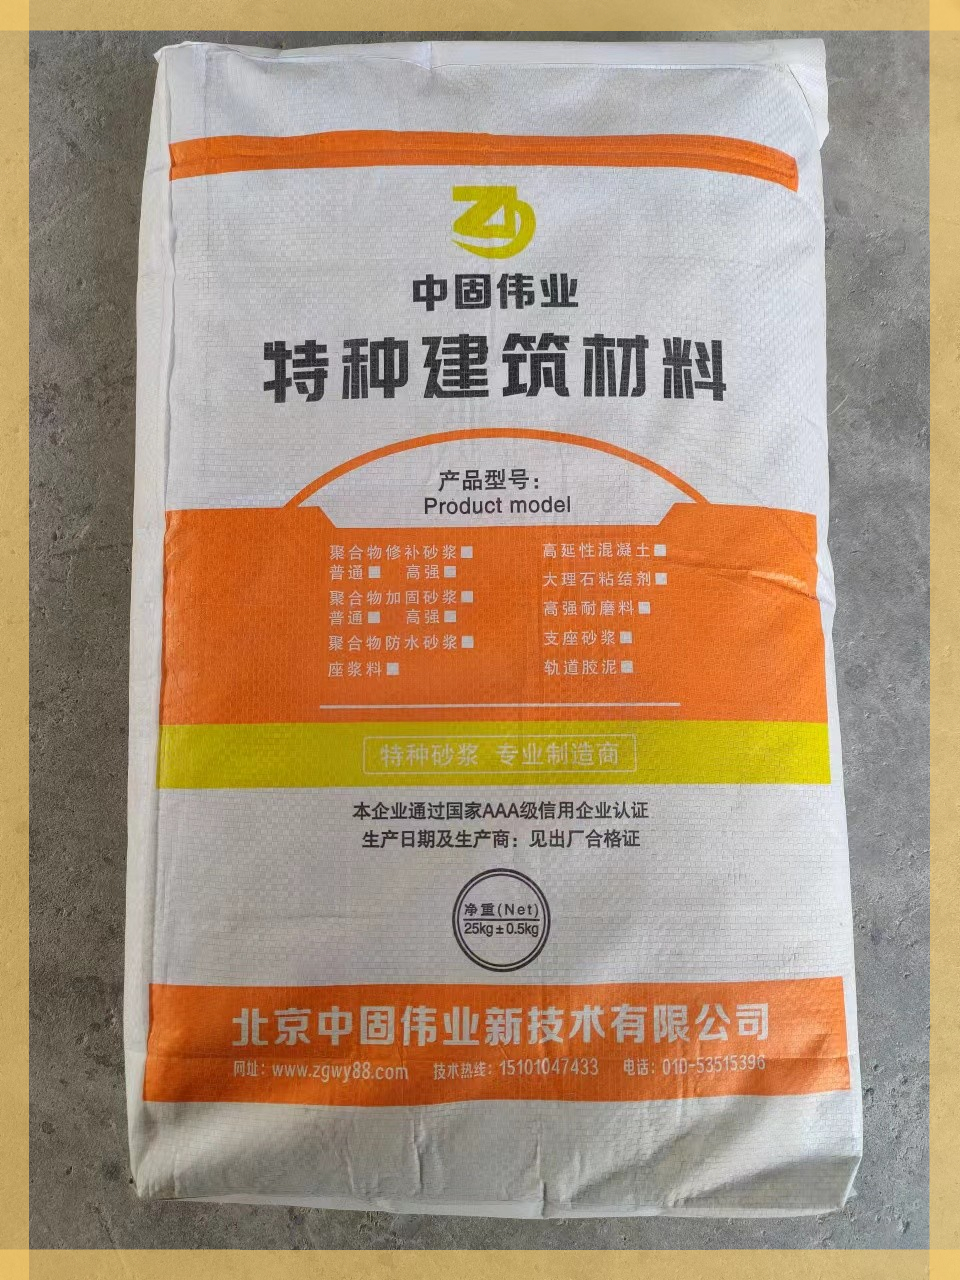 中固伟业
特种建筑材料
产品型号：
Product model
聚合物修补砂浆
普通 高强
聚合物加固砂浆
普通 高强
聚合物防水砂浆
座浆料
高延性混凝土
大理石粘结剂
高强耐磨料
支座砂浆
轨道胶泥
特种砂浆 专业制造商
本企业通过国家AAA级信用企业认证
生产日期及生产商：见出厂合格证
净重(Net)
25kg±0.5kg
北京中固伟业新技术有限公司
网址：www.zgwy88.com 技术热线：15101047433 电话：010-53515396